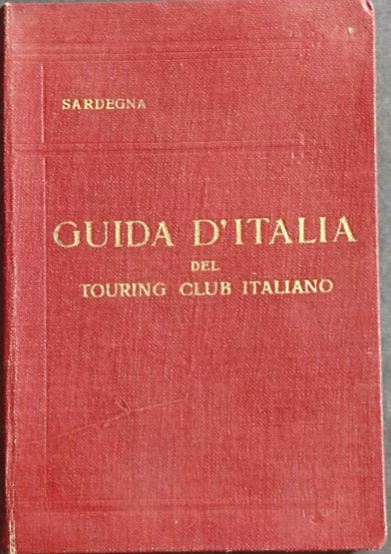 SARDEGNA
GUIDA D'ITALIA
DEL
TOURING CLUB ITALIANO